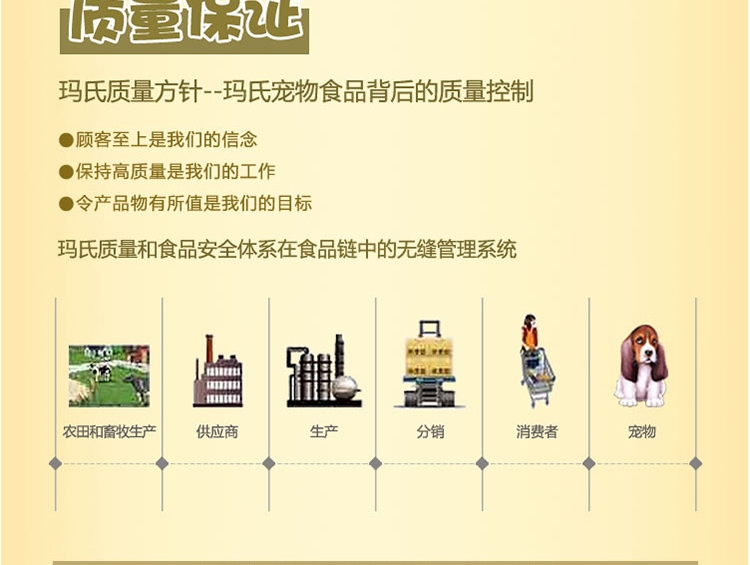 质量保证
玛氏质量方针--玛氏宠物食品背后的质量控制
●顾客至上是我们的信念
●保持高质量是我们的工作
●令产品物有所值是我们的目标
玛氏质量和食品安全体系在食品链中的无缝管理系统
农田和畜牧生产 供应商 生产 分销 消费者 宠物